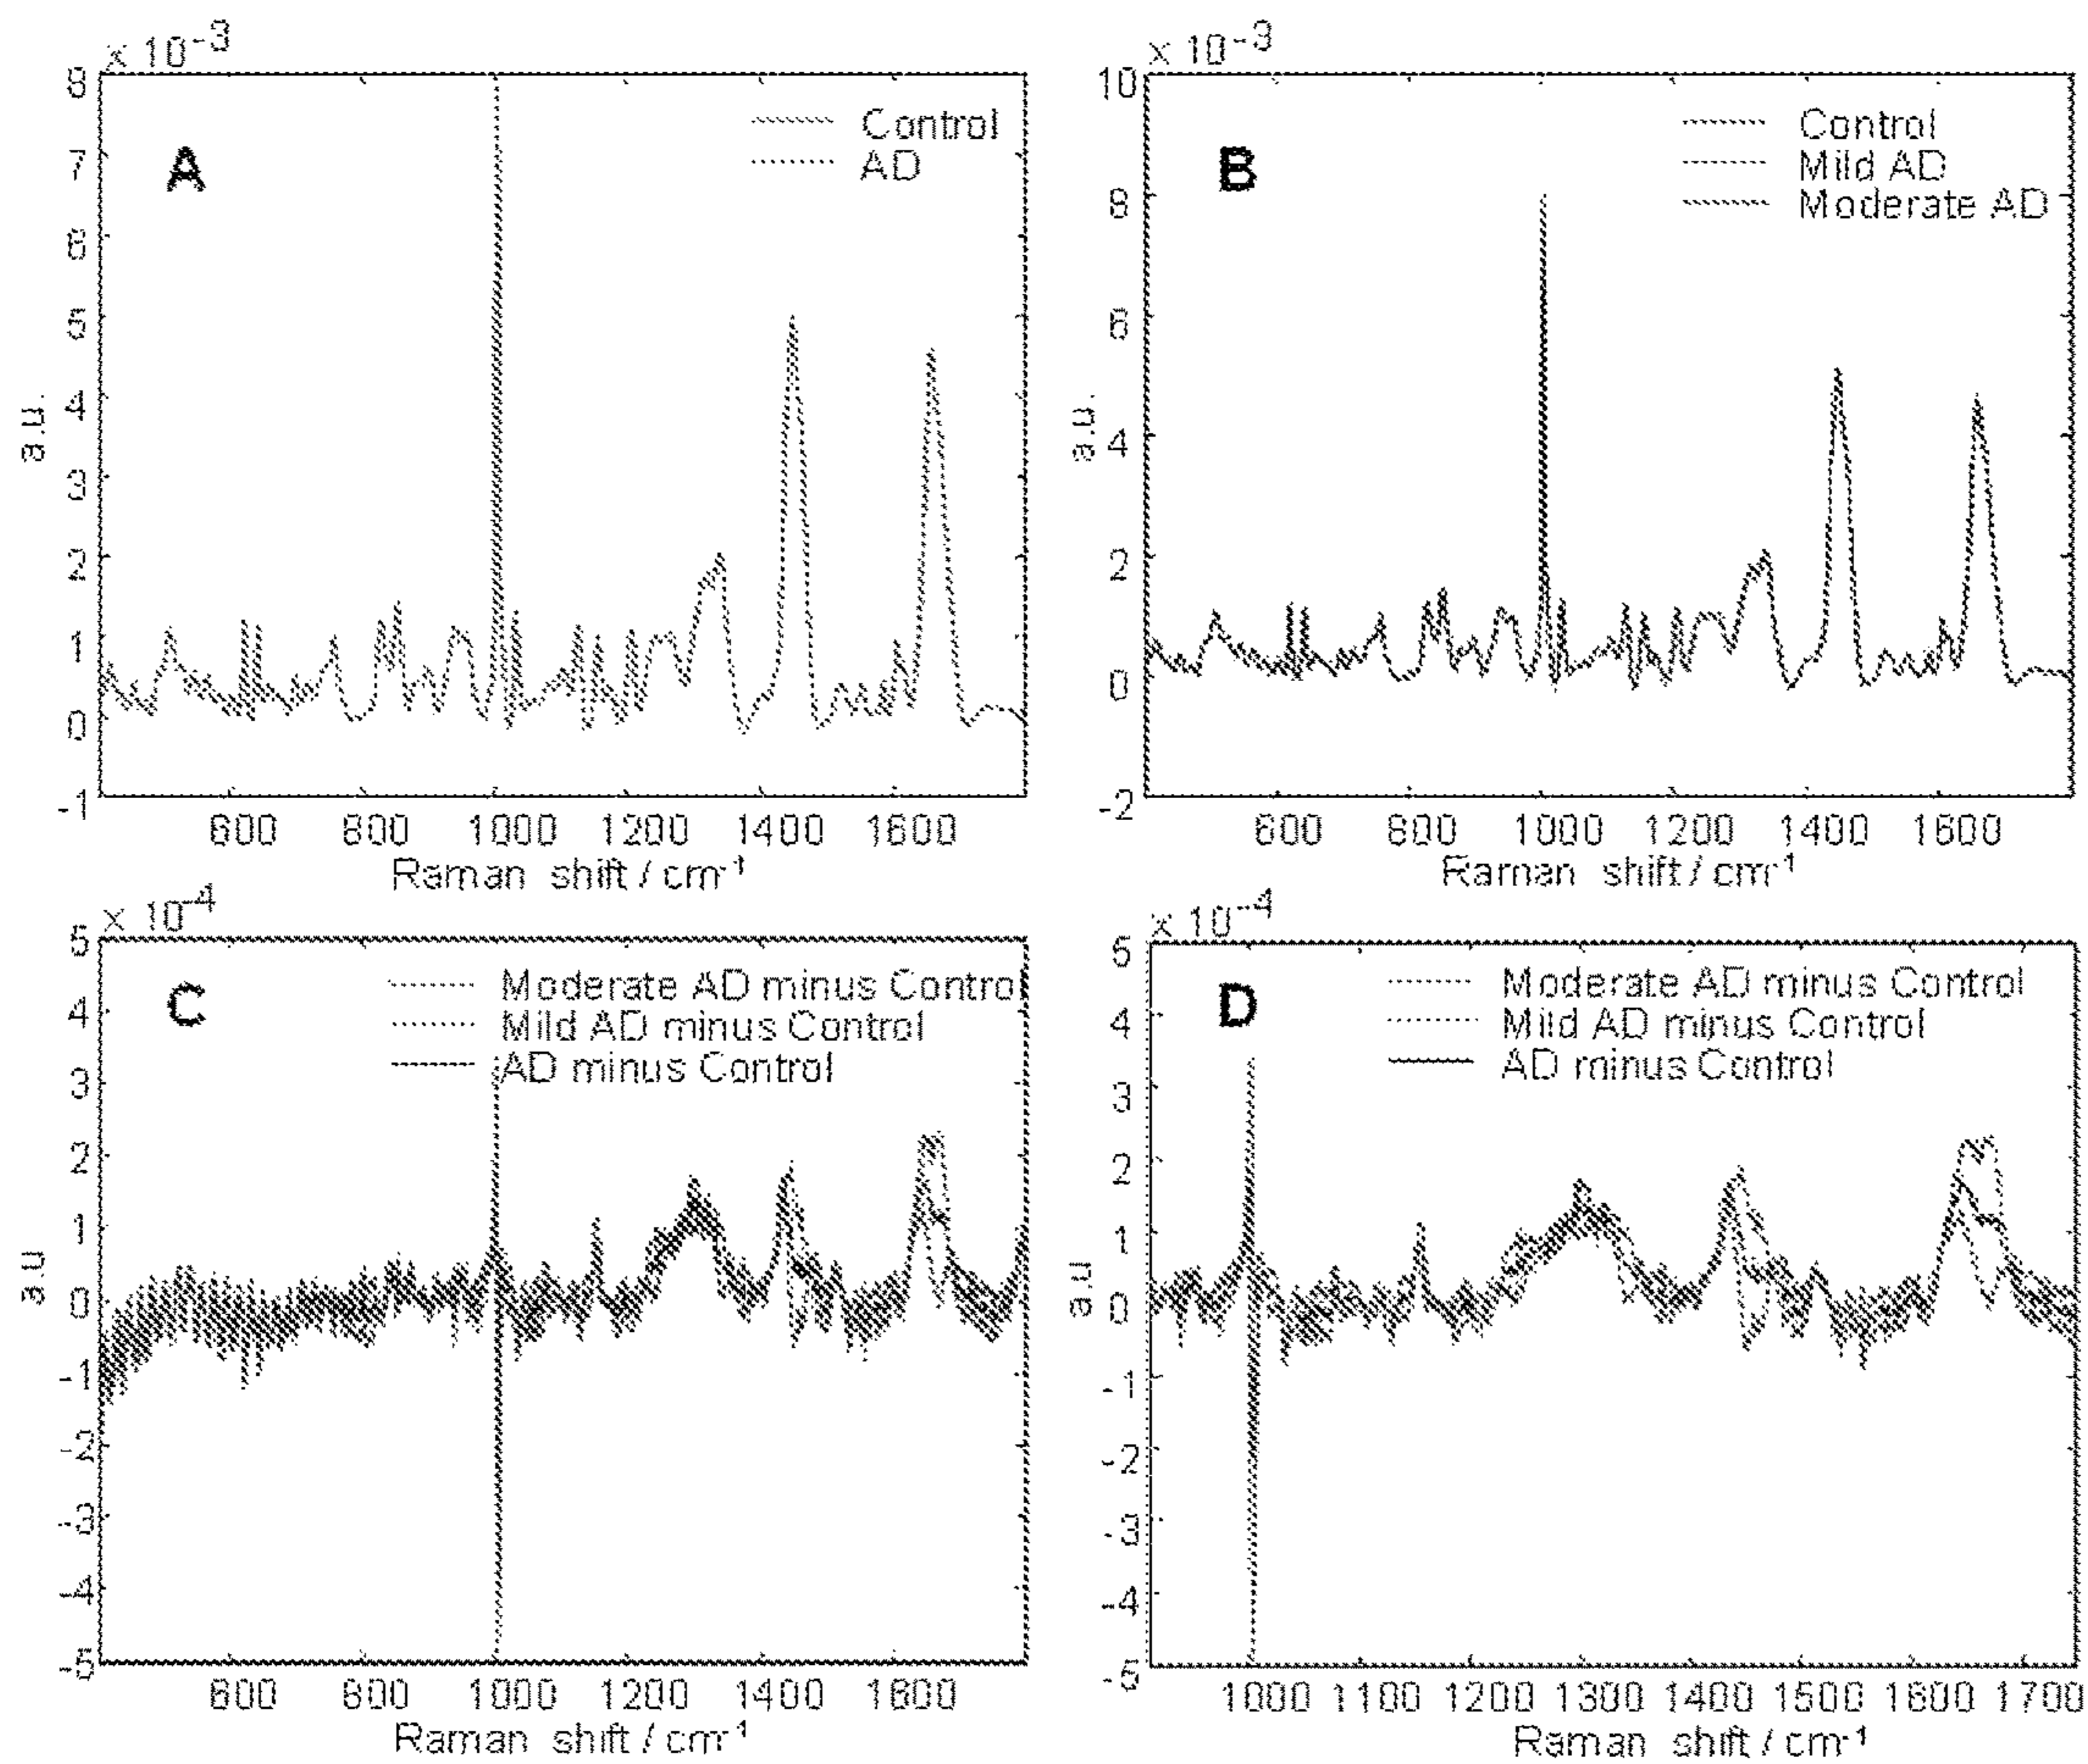 × 10⁻³
8
7
6
5
4
3
2
1
0
-1
A
Control
AD
a.u.
600 800 1000 1200 1400 1600
Raman shift / cm⁻¹
× 10⁻³
10
8
6
4
2
0
-2
B
Control
Mild AD
Moderate AD
a.u.
600 800 1000 1200 1400 1600
Raman shift / cm⁻¹
× 10⁻⁴
5
4
3
2
1
0
-1
-2
-3
-4
-5
C
Moderate AD minus Control
Mild AD minus Control
AD minus Control
a.u
600 800 1000 1200 1400 1600
Raman shift / cm⁻¹
× 10⁻⁴
5
4
3
2
1
0
-1
-2
-3
-4
-5
D
Moderate AD minus Control
Mild AD minus Control
AD minus Control
a.u
1000 1100 1200 1300 1400 1500 1600 1700
Raman shift / cm⁻¹